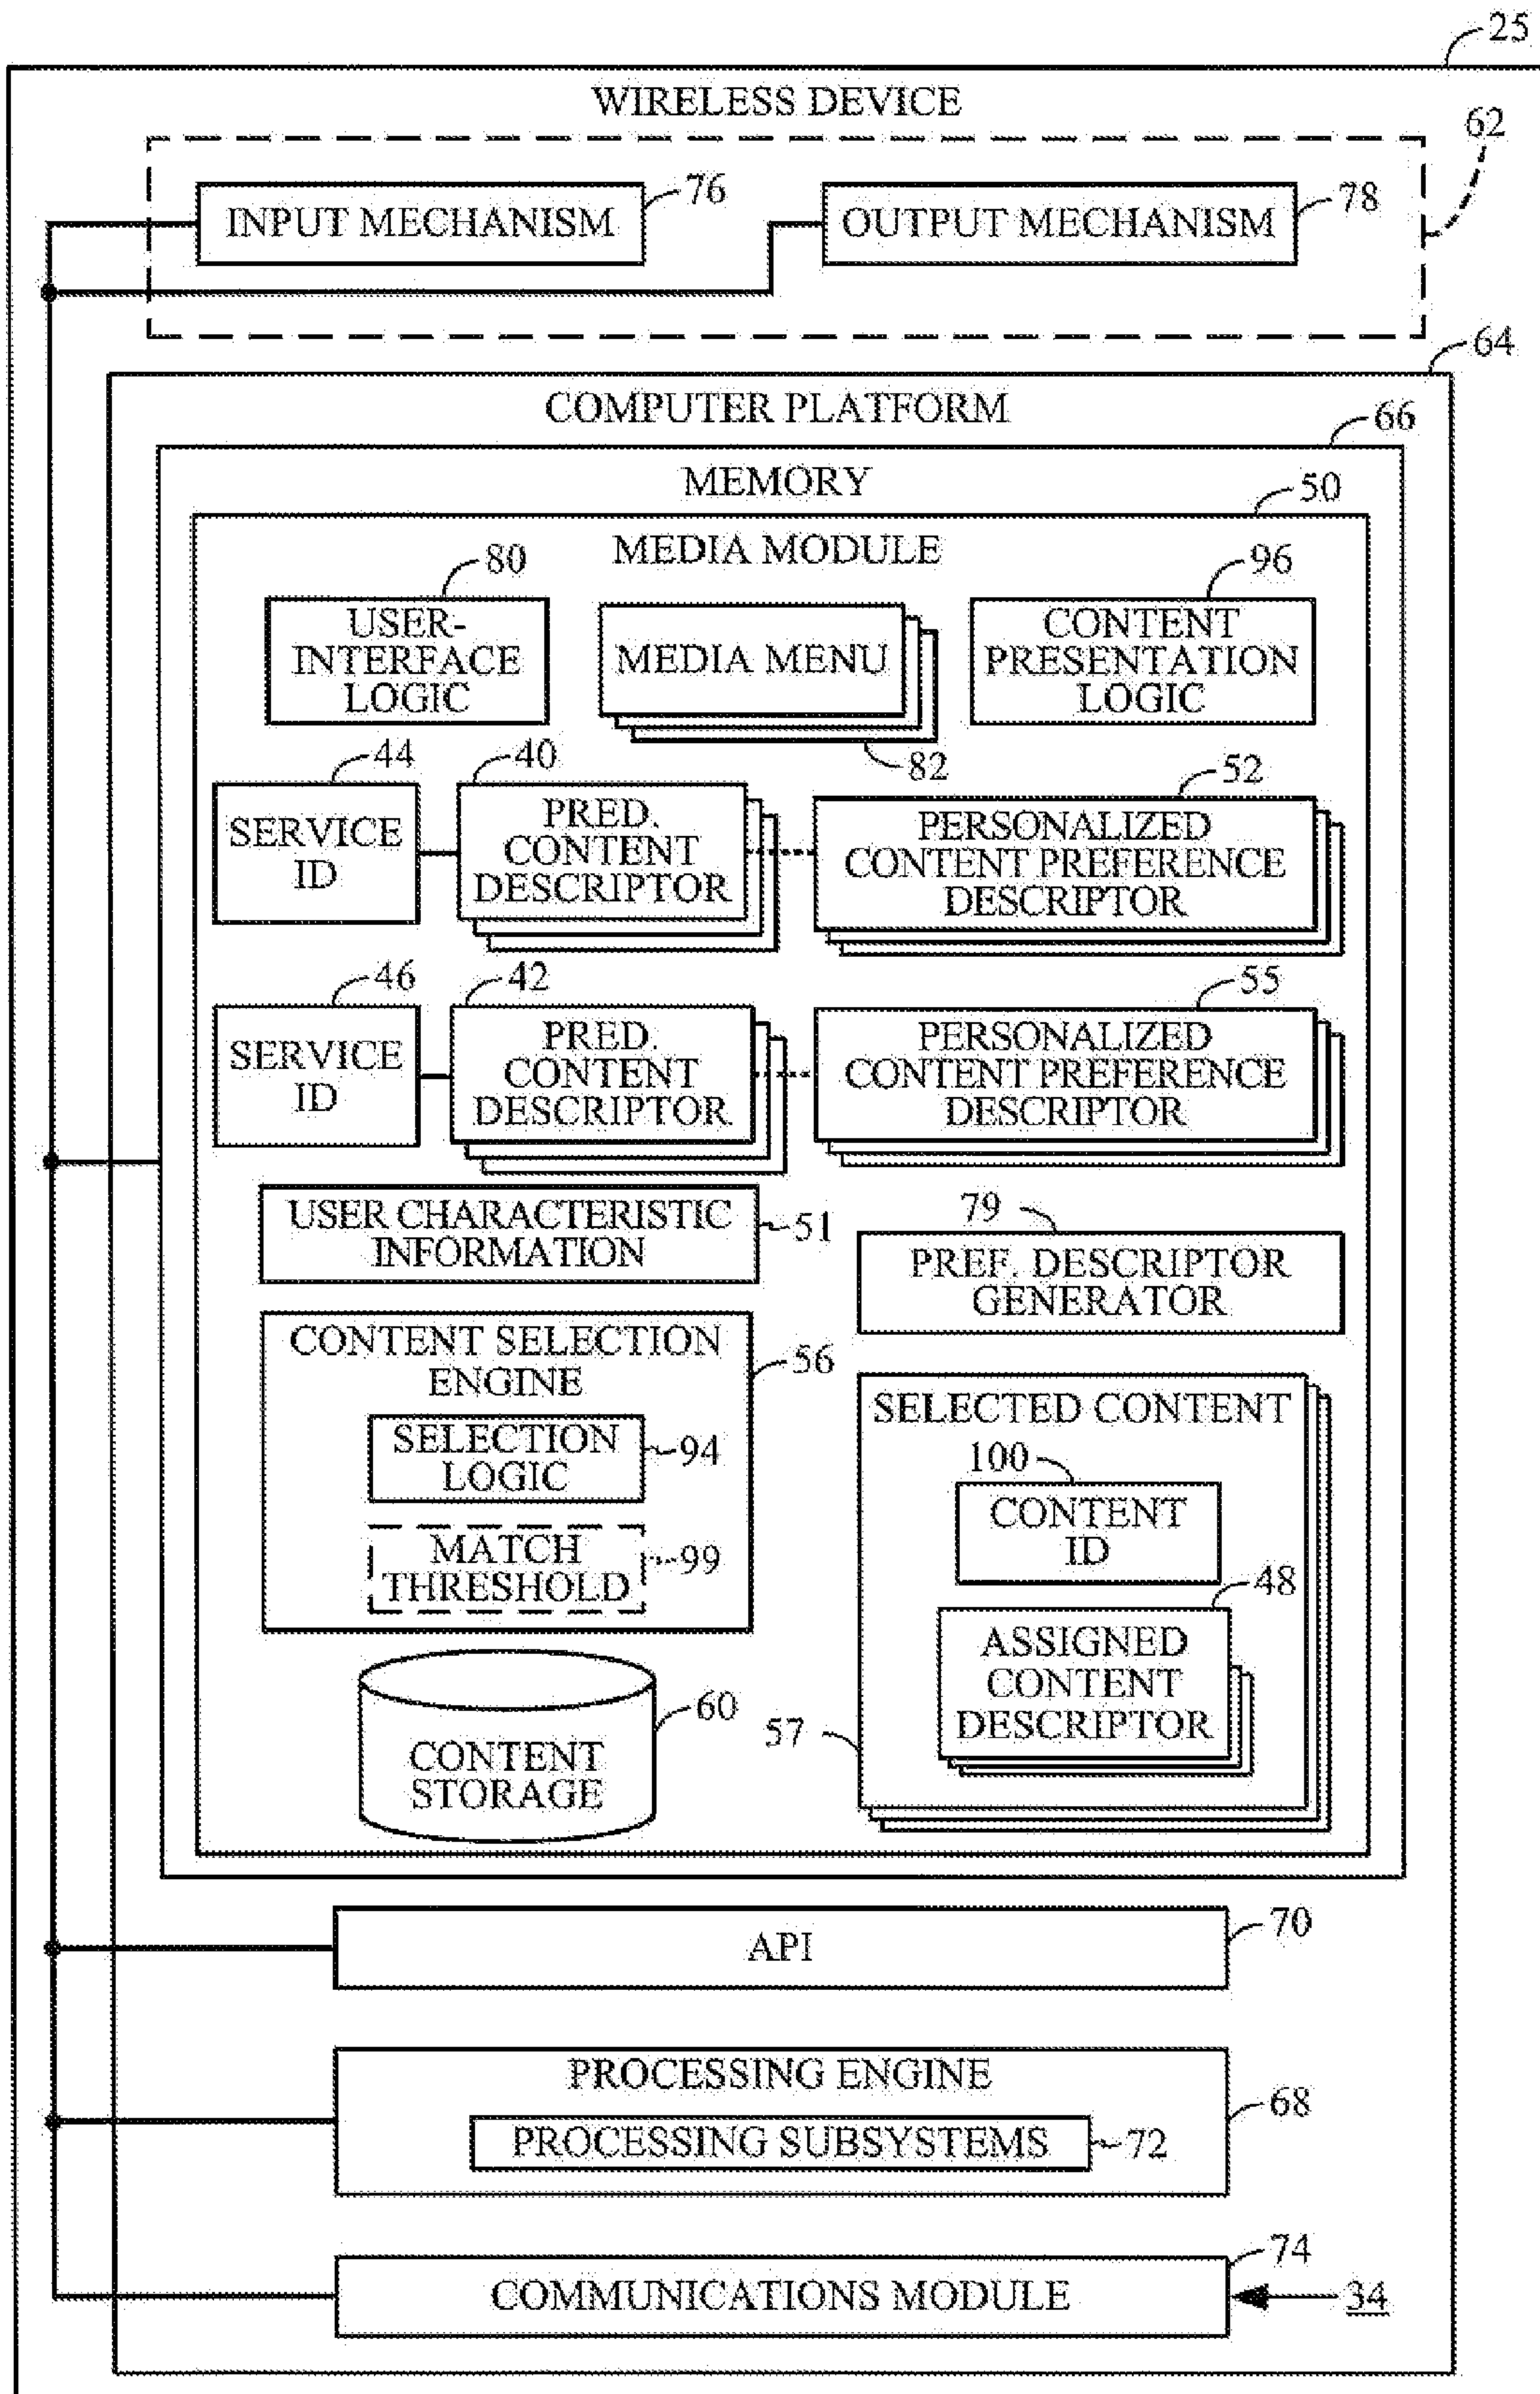 25
WIRELESS DEVICE
62
INPUT MECHANISM
76
OUTPUT MECHANISM
78
64
COMPUTER PLATFORM
66
MEMORY
50
MEDIA MODULE
80
USER-
INTERFACE
LOGIC
MEDIA MENU
82
96
CONTENT
PRESENTATION
LOGIC
44
SERVICE
ID
40
PRED.
CONTENT
DESCRIPTOR
52
PERSONALIZED
CONTENT PREFERENCE
DESCRIPTOR
46
SERVICE
ID
42
PRED.
CONTENT
DESCRIPTOR
55
PERSONALIZED
CONTENT PREFERENCE
DESCRIPTOR
USER CHARACTERISTIC
INFORMATION
51
79
PREF. DESCRIPTOR
GENERATOR
CONTENT SELECTION
ENGINE
56
SELECTION
LOGIC
94
MATCH
THRESHOLD
99
SELECTED CONTENT
100
CONTENT
ID
48
ASSIGNED
CONTENT
DESCRIPTOR
57
60
CONTENT
STORAGE
API
70
PROCESSING ENGINE
68
PROCESSING SUBSYSTEMS
72
COMMUNICATIONS MODULE
74
34